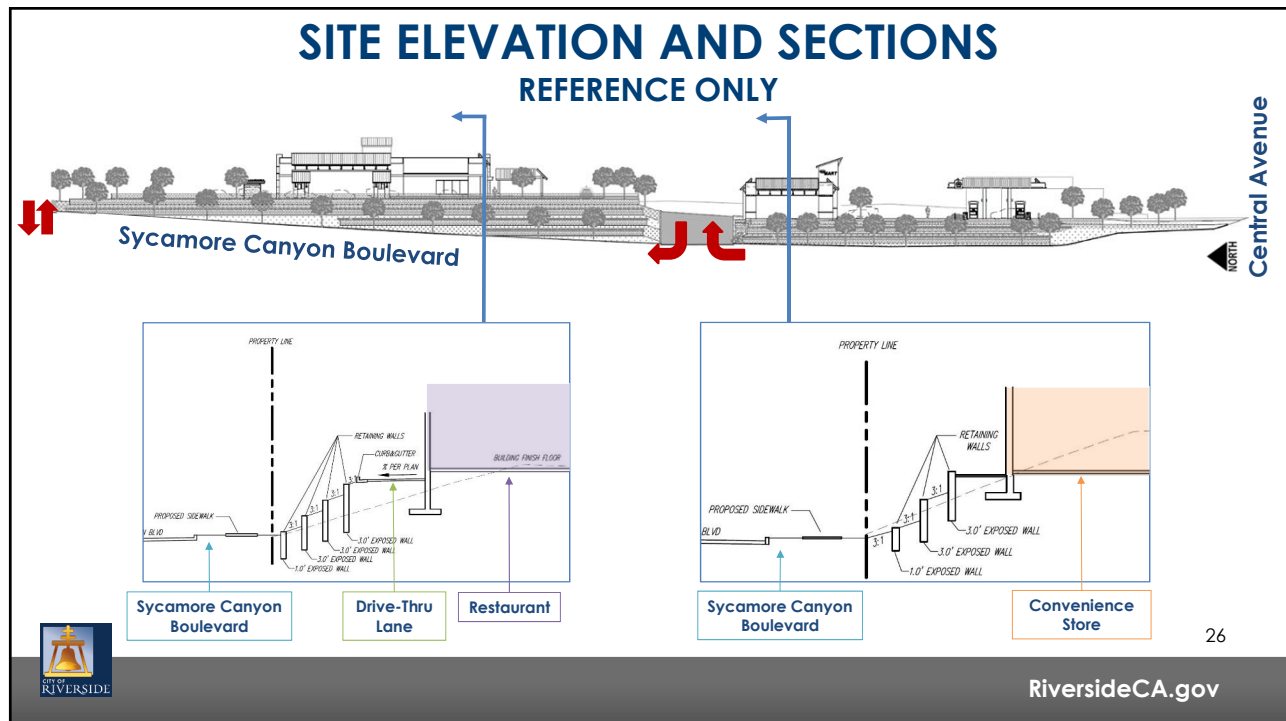 SITE ELEVATION AND SECTIONS
REFERENCE ONLY
Central Avenue
MART
NORTH
Sycamore Canyon Boulevard
PROPERTY LINE
RETAINING WALLS
CURB&GUTTER
% PER PLAN
BUILDING FINISH FLOOR
3:1
3:1
3:1
PROPOSED SIDEWALK
BLVD
3.0' EXPOSED WALL
3.0' EXPOSED WALL
3.0' EXPOSED WALL
1.0' EXPOSED WALL
Sycamore Canyon
Boulevard
Drive-Thru
Lane
Restaurant
PROPERTY LINE
RETAINING
WALLS
3:1
3:1
3:1
PROPOSED SIDEWALK
BLVD
3.0' EXPOSED WALL
3.0' EXPOSED WALL
1.0' EXPOSED WALL
Sycamore Canyon
Boulevard
Convenience
Store
26
CITY OF
RIVERSIDE
RiversideCA.gov